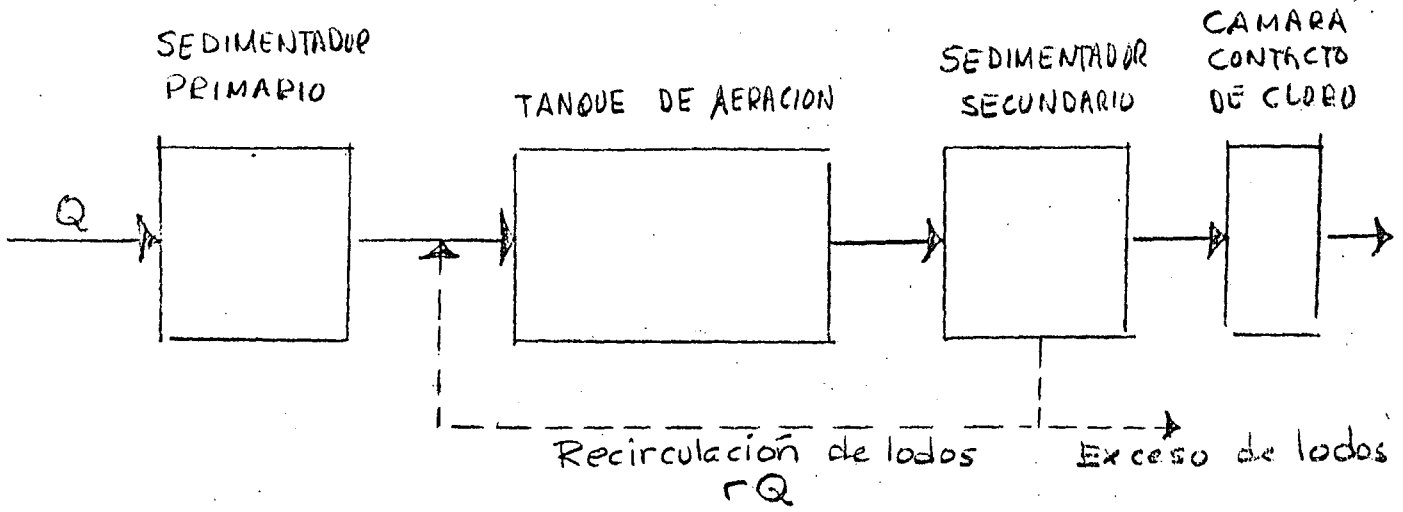 SEDIMENTADOR
PRIMARIO
TANQUE DE AERACION
SEDIMENTADOR
SECUNDARIO
CAMARA
CONTACTO
DE CLORO
Q
Recirculación de lodos
rQ
Exceso de lodos